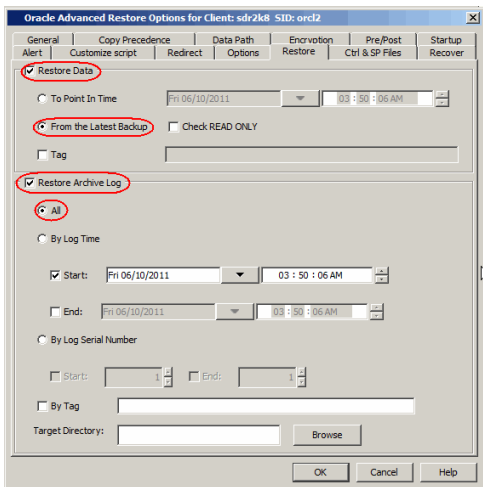 Oracle Advanced Restore Options for Client: sdr2k8 SID: orcl2
General Copy Precedence Data Path Encryption Pre/Post Startup
Alert Customize script Redirect Options Restore Ctrl & SP Files Recover
Restore Data
To Point In Time Fri 06/10/2011 03 : 50 : 06 AM
From the Latest Backup Check READ ONLY
Tag
Restore Archive Log
All
By Log Time
Start: Fri 06/10/2011 03 : 50 : 06 AM
End: Fri 06/10/2011 03 : 50 : 06 AM
By Log Serial Number
Start: 1 End: 1
By Tag
Target Directory: Browse
OK Cancel Help